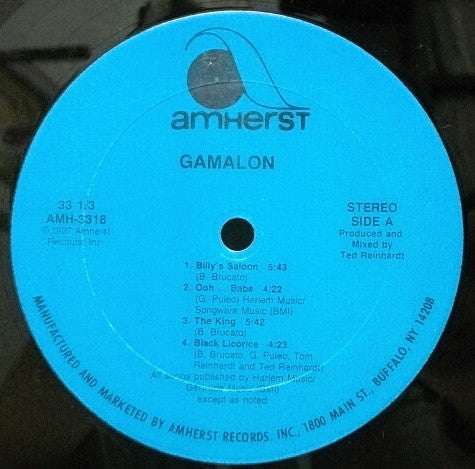 amHerST
GAMALON
33 1/3
AMH-3318
© 1987 Amherst
Records, Inc.
STEREO
SIDE A
Produced and
Mixed by
Ted Reinhardt
1. Billy's Saloon 5:43
(B. Brucato)
2. Ooh . . . Babe 4:22
(G. Puleo) Harlem Music/
Songware Music (BMI)
3. The King 5:42
(B. Brucato)
4. Black Licorice 4:23
(B. Brucato, G. Puleo, Tom
Reinhardt and Ted Reinhardt)
All songs published by Harlem Music/
Music (BMI)
except as noted
MANUFACTURED AND MARKETED BY AMHERST RECORDS, INC., 1800 MAIN ST., BUFFALO, NY 14208